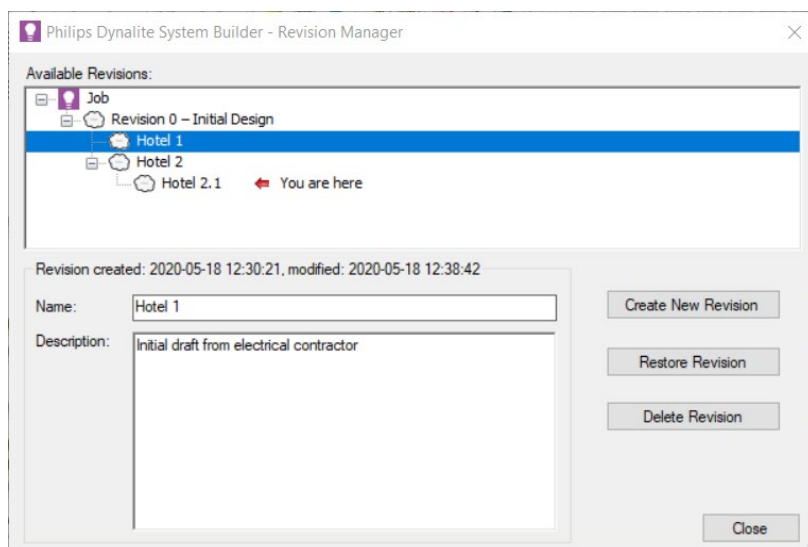 Philips Dynalite System Builder - Revision Manager
Available Revisions:
Job
Revision 0 – Initial Design
Hotel 1
Hotel 2
Hotel 2.1 You are here
Revision created: 2020-05-18 12:30:21, modified: 2020-05-18 12:38:42
Name: Hotel 1
Create New Revision
Description: Initial draft from electrical contractor
Restore Revision
Delete Revision
Close